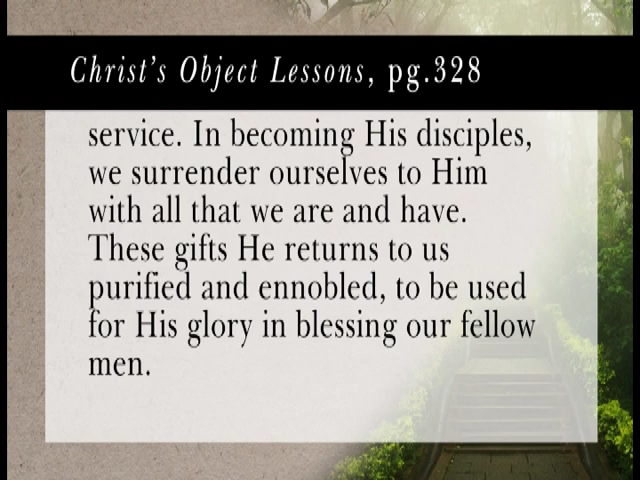 Christ's Object Lessons, pg.328
service. In becoming His disciples,
we surrender ourselves to Him
with all that we are and have.
These gifts He returns to us
purified and ennobled, to be used
for His glory in blessing our fellow
men.